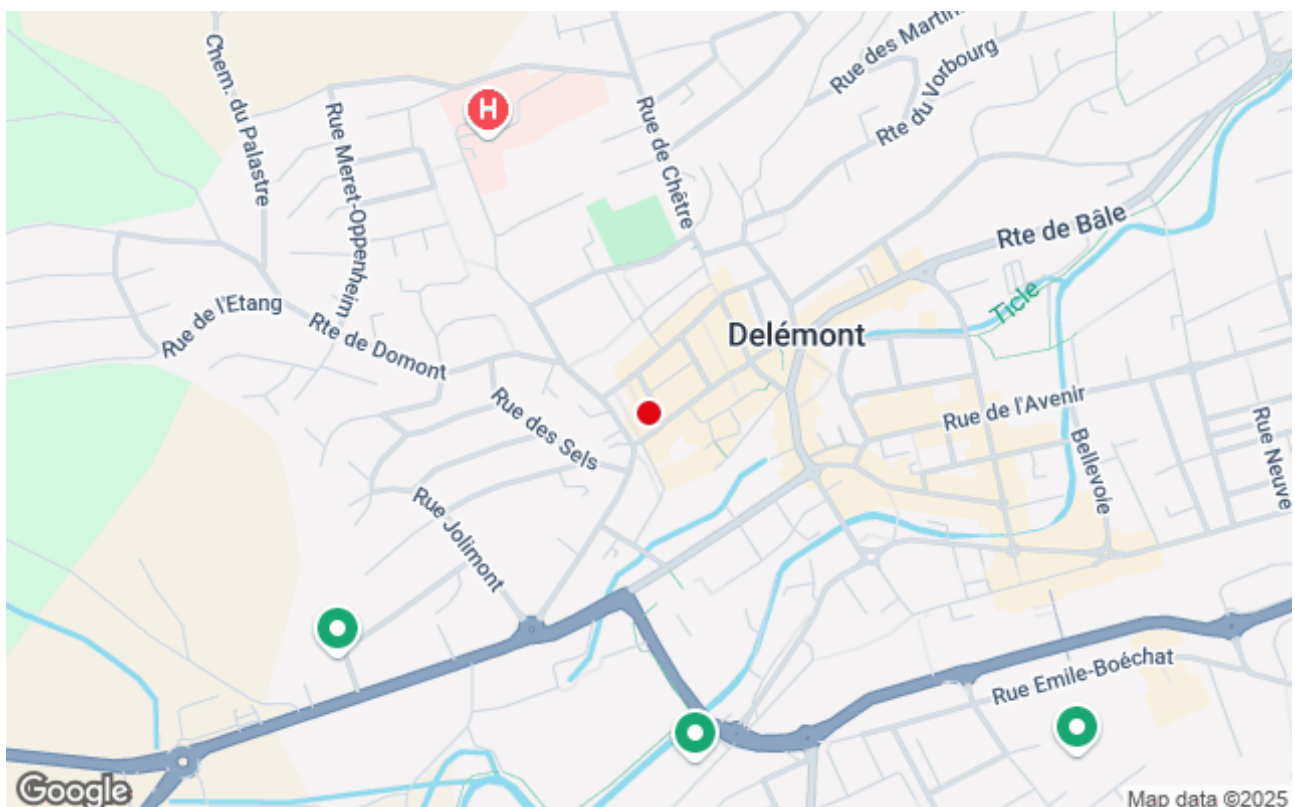 Chem. du Palastre
Rue Meret-Oppenheim
H
Rue de Chêtre
Rue des Martin
Rte du Vorbourg
Rte de Bâle
Ticle
Rue de l'Etang
Rte de Domont
Delémont
Rue des Sels
Rue de l'Avenir
Bellevoie
Rue Neuve
Rue Jolimont
Rue Emile-Boéchat
Google
Map data ©2025